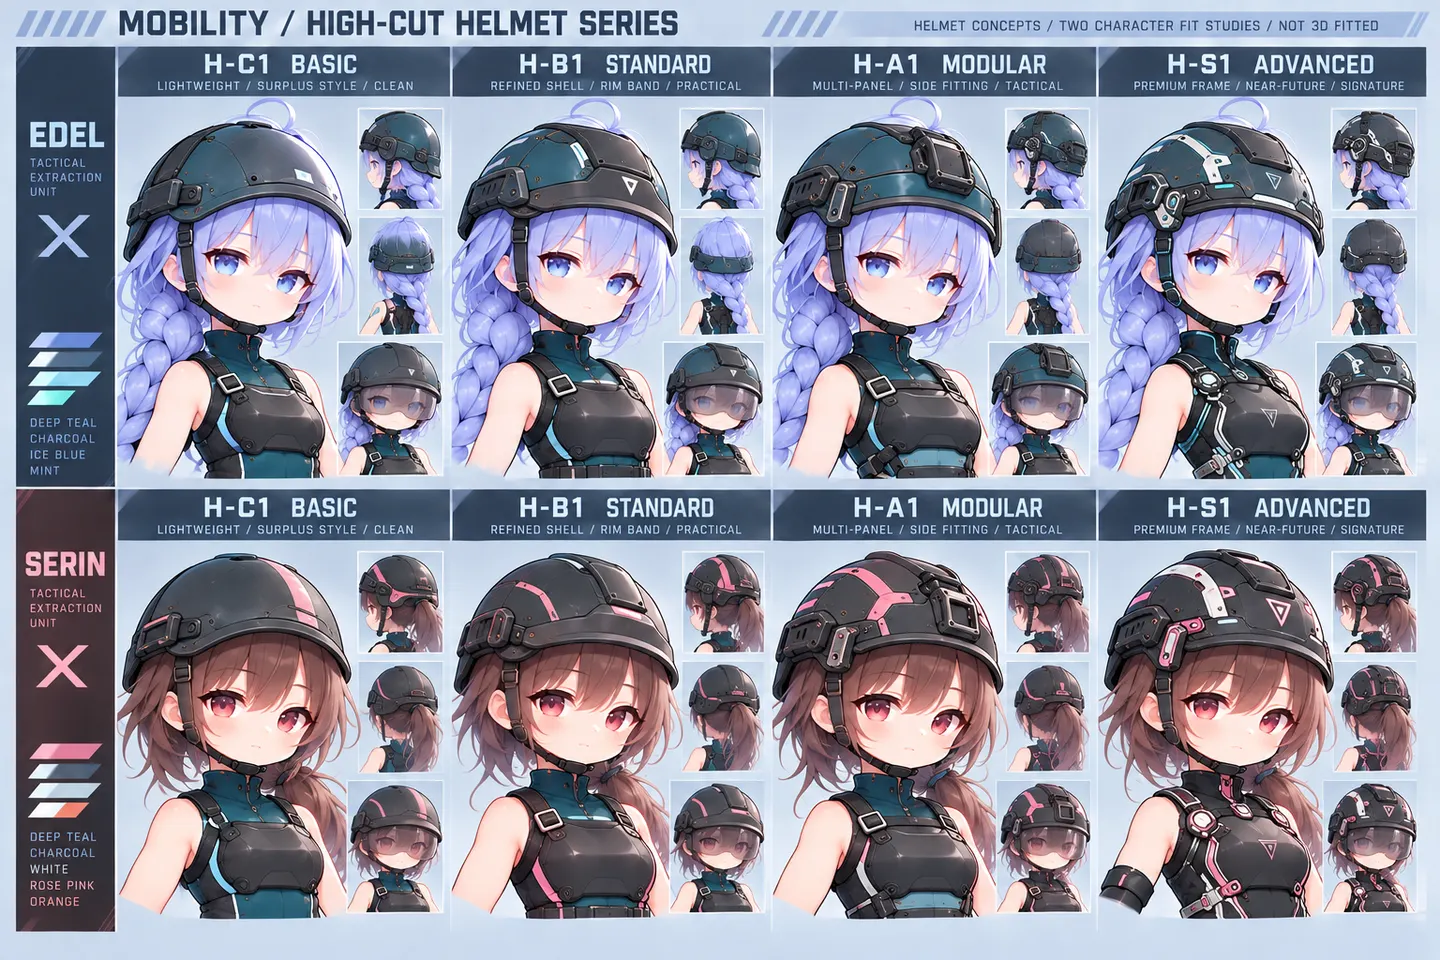 MOBILITY / HIGH-CUT HELMET SERIES
HELMET CONCEPTS / TWO CHARACTER FIT STUDIES / NOT 3D FITTED
EDEL
TACTICAL
EXTRACTION
UNIT
DEEP TEAL
CHARCOAL
ICE BLUE
MINT
H-C1 BASIC
LIGHTWEIGHT / SURPLUS STYLE / CLEAN
H-B1 STANDARD
REFINED SHELL / RIM BAND / PRACTICAL
H-A1 MODULAR
MULTI-PANEL / SIDE FITTING / TACTICAL
H-S1 ADVANCED
PREMIUM FRAME / NEAR-FUTURE / SIGNATURE
SERIN
TACTICAL
EXTRACTION
UNIT
DEEP TEAL
CHARCOAL
WHITE
ROSE PINK
ORANGE
H-C1 BASIC
LIGHTWEIGHT / SURPLUS STYLE / CLEAN
H-B1 STANDARD
REFINED SHELL / RIM BAND / PRACTICAL
H-A1 MODULAR
MULTI-PANEL / SIDE FITTING / TACTICAL
H-S1 ADVANCED
PREMIUM FRAME / NEAR-FUTURE / SIGNATURE